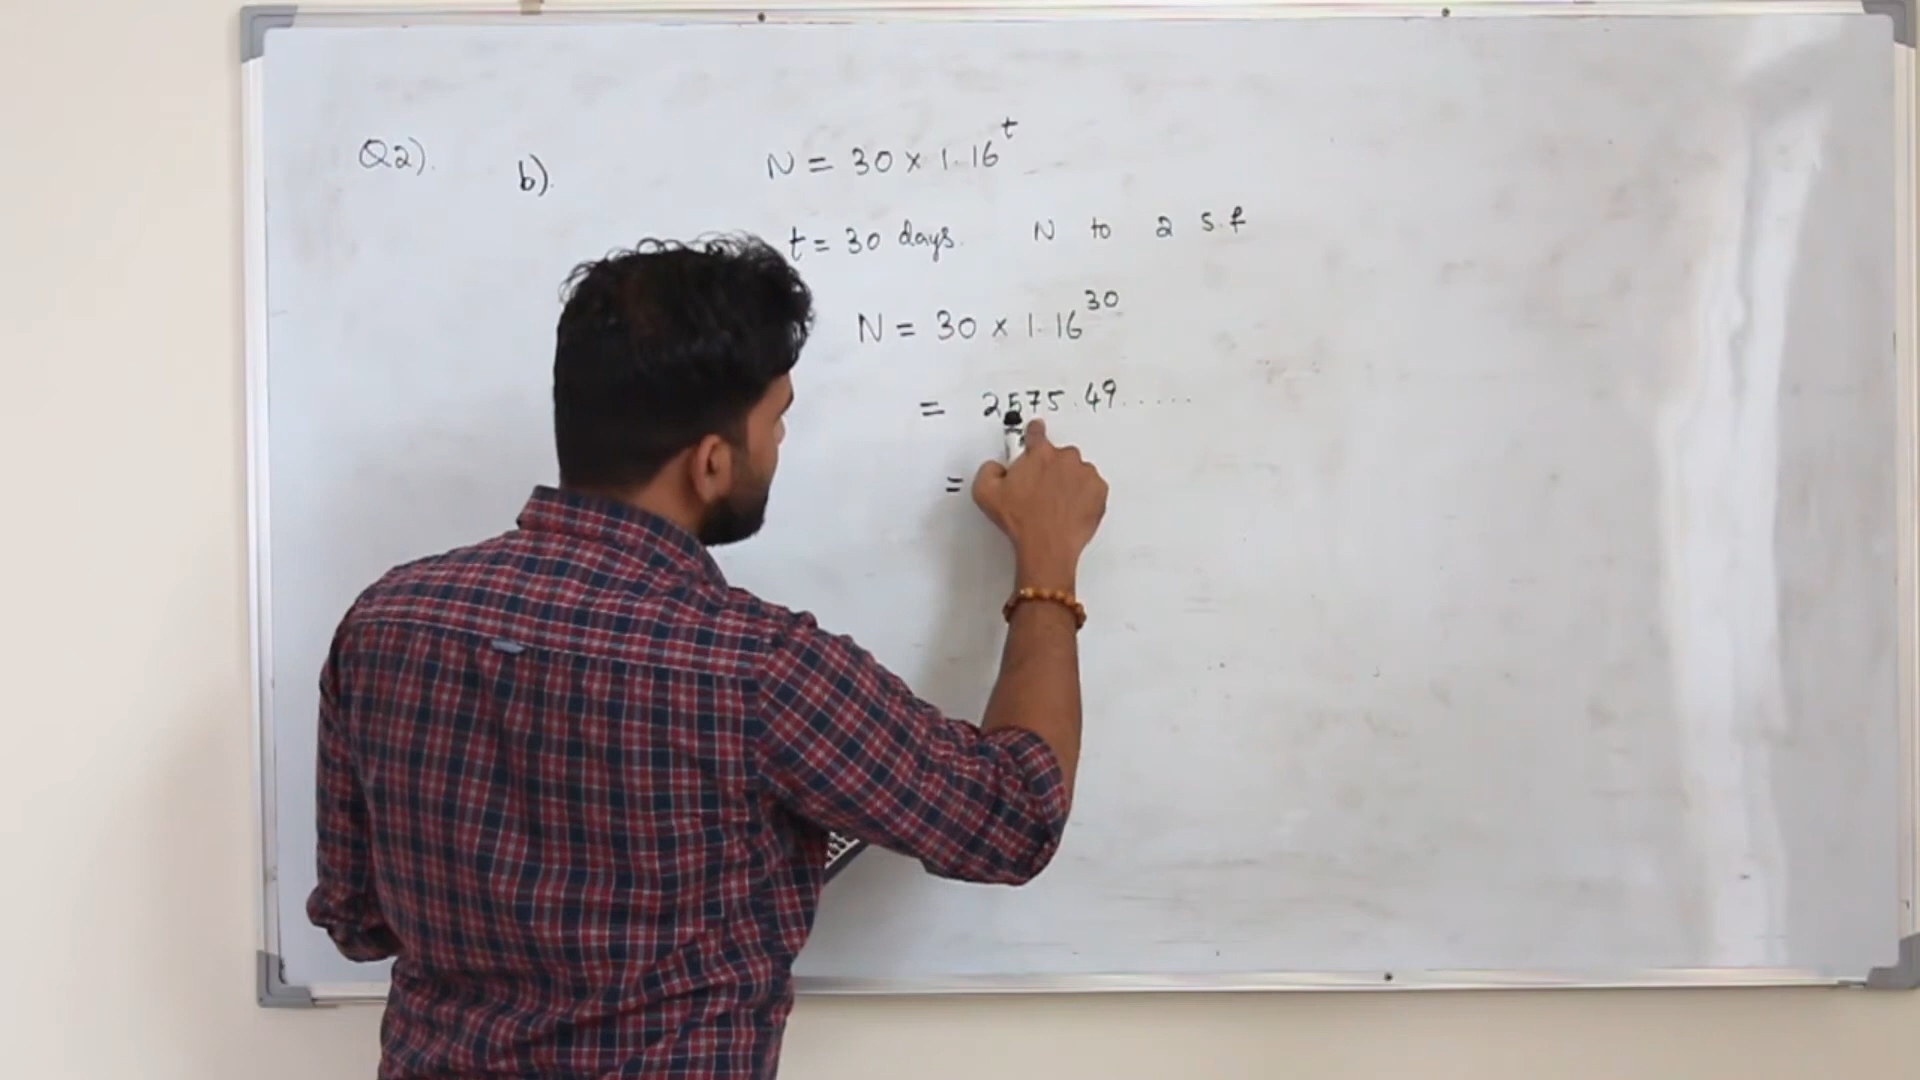 Q2). b). N = 30 × 1.16^t
t = 30 days. N to 2 s.f
N = 30 × 1.16^30
= 2575.49.....
=